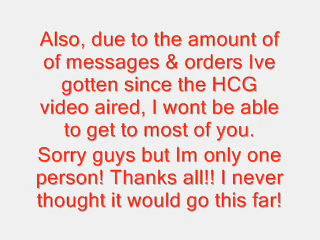 Also, due to the amount of
of messages & orders Ive
gotten since the HCG
video aired, I wont be able
to get to most of you.
Sorry guys but Im only one
person! Thanks all!! I never
thought it would go this far!